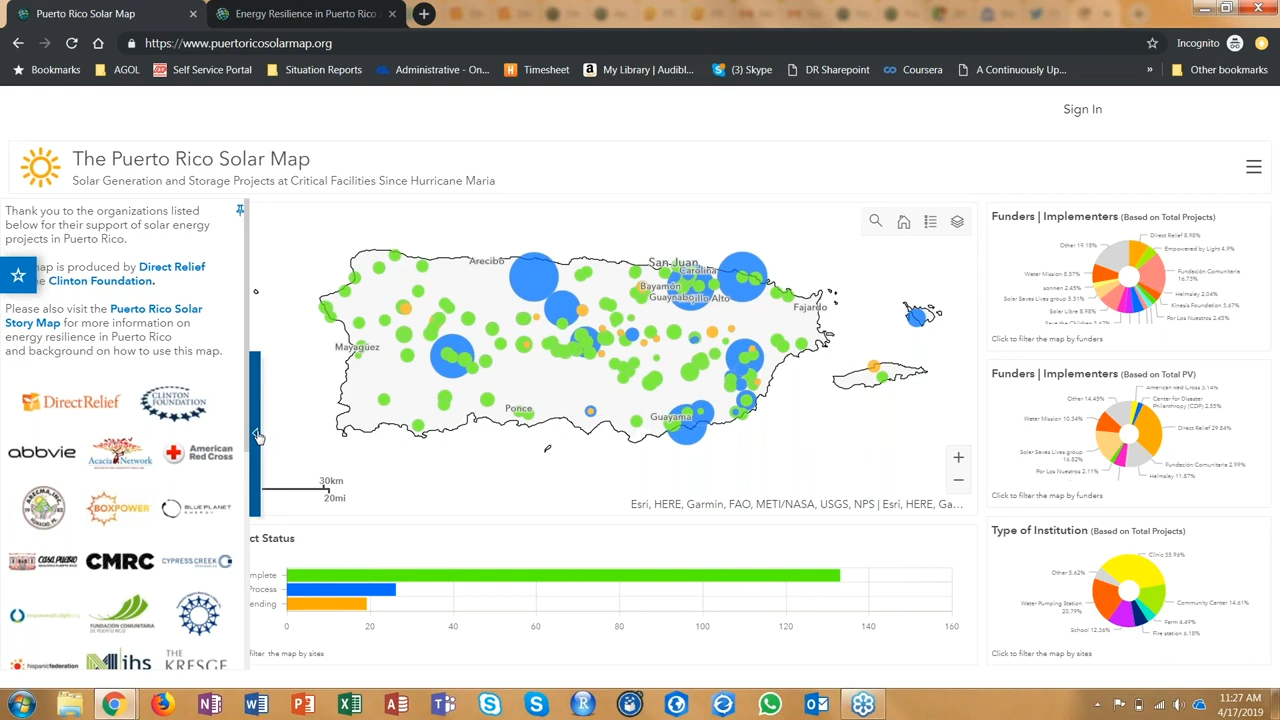 Puerto Rico Solar Map
Energy Resilience in Puerto Rico
https://www.puertoricosolarmap.org
Incognito
Bookmarks
AGOL
Self Service Portal
Situation Reports
Administrative
Timesheet
My Library | Audibl...
(3) Skype
DR Sharepoint
Coursera
A Continuously Up...
»
Other bookmarks
Sign In
The Puerto Rico Solar Map
Solar Generation and Storage Projects at Critical Facilities Since Hurricane Maria
Thank you to the organizations listed
below for their support of solar energy
projects in Puerto Rico.
map is produced by Direct Relief
Clinton Foundation.
Please also visit the Puerto Rico Solar
Story Map for more information on
energy resilience in Puerto Rico
and background on how to use this map.
DirectRelief
CLINTON
FOUNDATION
abbvie
Acacia Network
American
Red Cross
BOXPOWER
BLUE PLANET
ENERGY
CASA PUEBLO
CMRC
CYPRESS CREEK
FUNDACIÓN COMUNITARIA
DE PUERTO RICO
hispanicfederation
ihs
THE
KRESGE
Arecibo
San Juan
Carolina
Bayamón
Guaynabo
Fajardo
Ponce
Guayama
30km
20mi
Esri, HERE, Garmin, FAO, METI/NASA, USGS, NPS | Esri, HERE, Ga...
ct Status
mplete
Process
ending
0
20
40
60
80
100
120
140
160
filter the map by sites
Funders | Implementers (Based on Total Projects)
Direct Relief 8.98%
Other 19.18%
Empowered by Light 4.9%
Water Mission 8.57%
Fundación Comunitaria
16.73%
sonnen 2.45%
Helmsley 2.04%
Solar Saves Lives group
5.31%
Kinesis Foundation 3.67%
Solar Libre 8.98%
Por Los Nuestros 2.45%
Click to filter the map by funders
Funders | Implementers (Based on Total PV)
American Red Cross 3.14%
Other 14.45%
Center for Disaster
Philanthropy (CDP) 2.55%
Water Mission 10.54%
Direct Relief 29.84%
Solar Saves Lives group
16.82%
Fundación Comunitaria 2.99%
Por Los Nuestros 2.11%
Helmsley 11.87%
Click to filter the map by funders
Type of Institution (Based on Total Projects)
Clinic 35.96%
Other 5.62%
Water Pumping Station
20.79%
Community Center 14.61%
Farm 4.49%
School 12.36%
Fire station 6.18%
Click to filter the map by sites
11:27 AM
4/17/2019